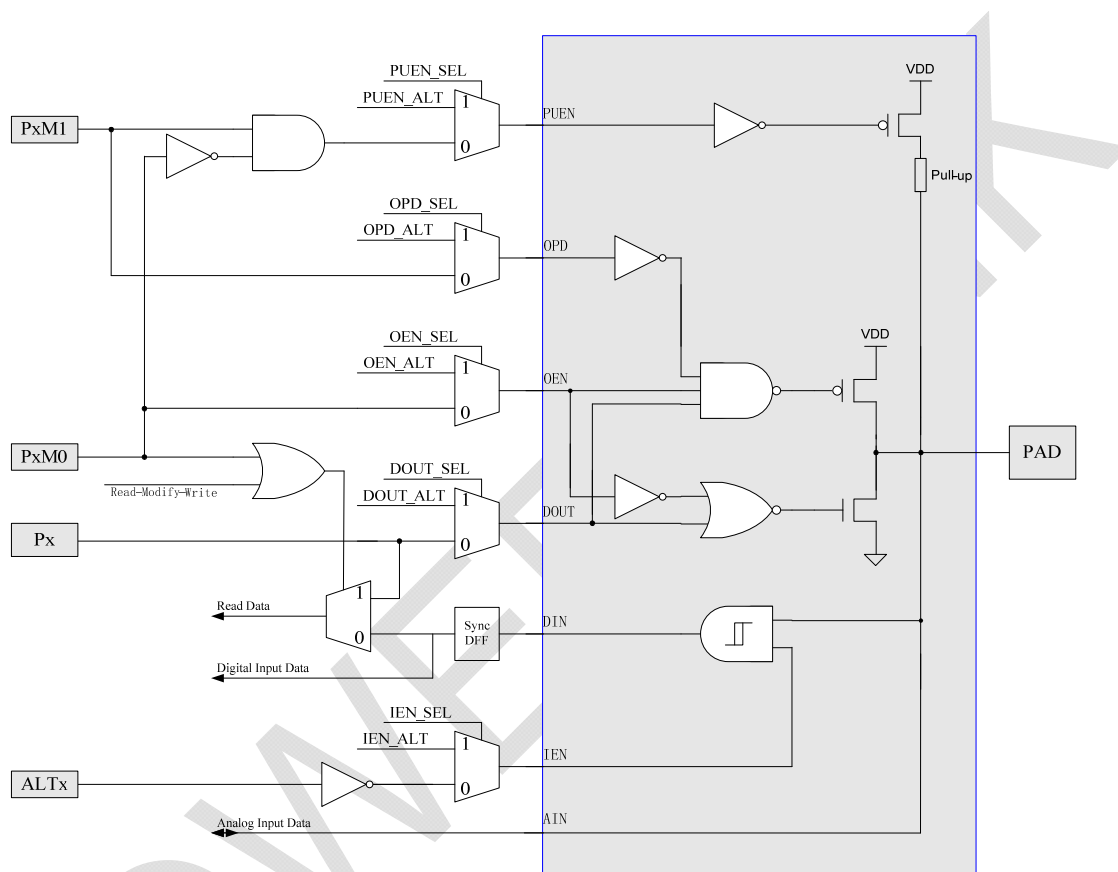 PUEN_SEL
VDD
PUEN_ALT
1
PUEN
PxM1
0
Pull-up
OPD_SEL
OPD_ALT
1
OPD
0
OEN_SEL
VDD
OEN_ALT
1
OEN
0
PxM0
PAD
DOUT_SEL
Read-Modify-Write
DOUT_ALT
1
DOUT
Px
0
1
Read Data
Sync
DFF
DIN
0
Digital Input Data
IEN_SEL
IEN_ALT
1
IEN
ALTx
0
Analog Input Data
AIN